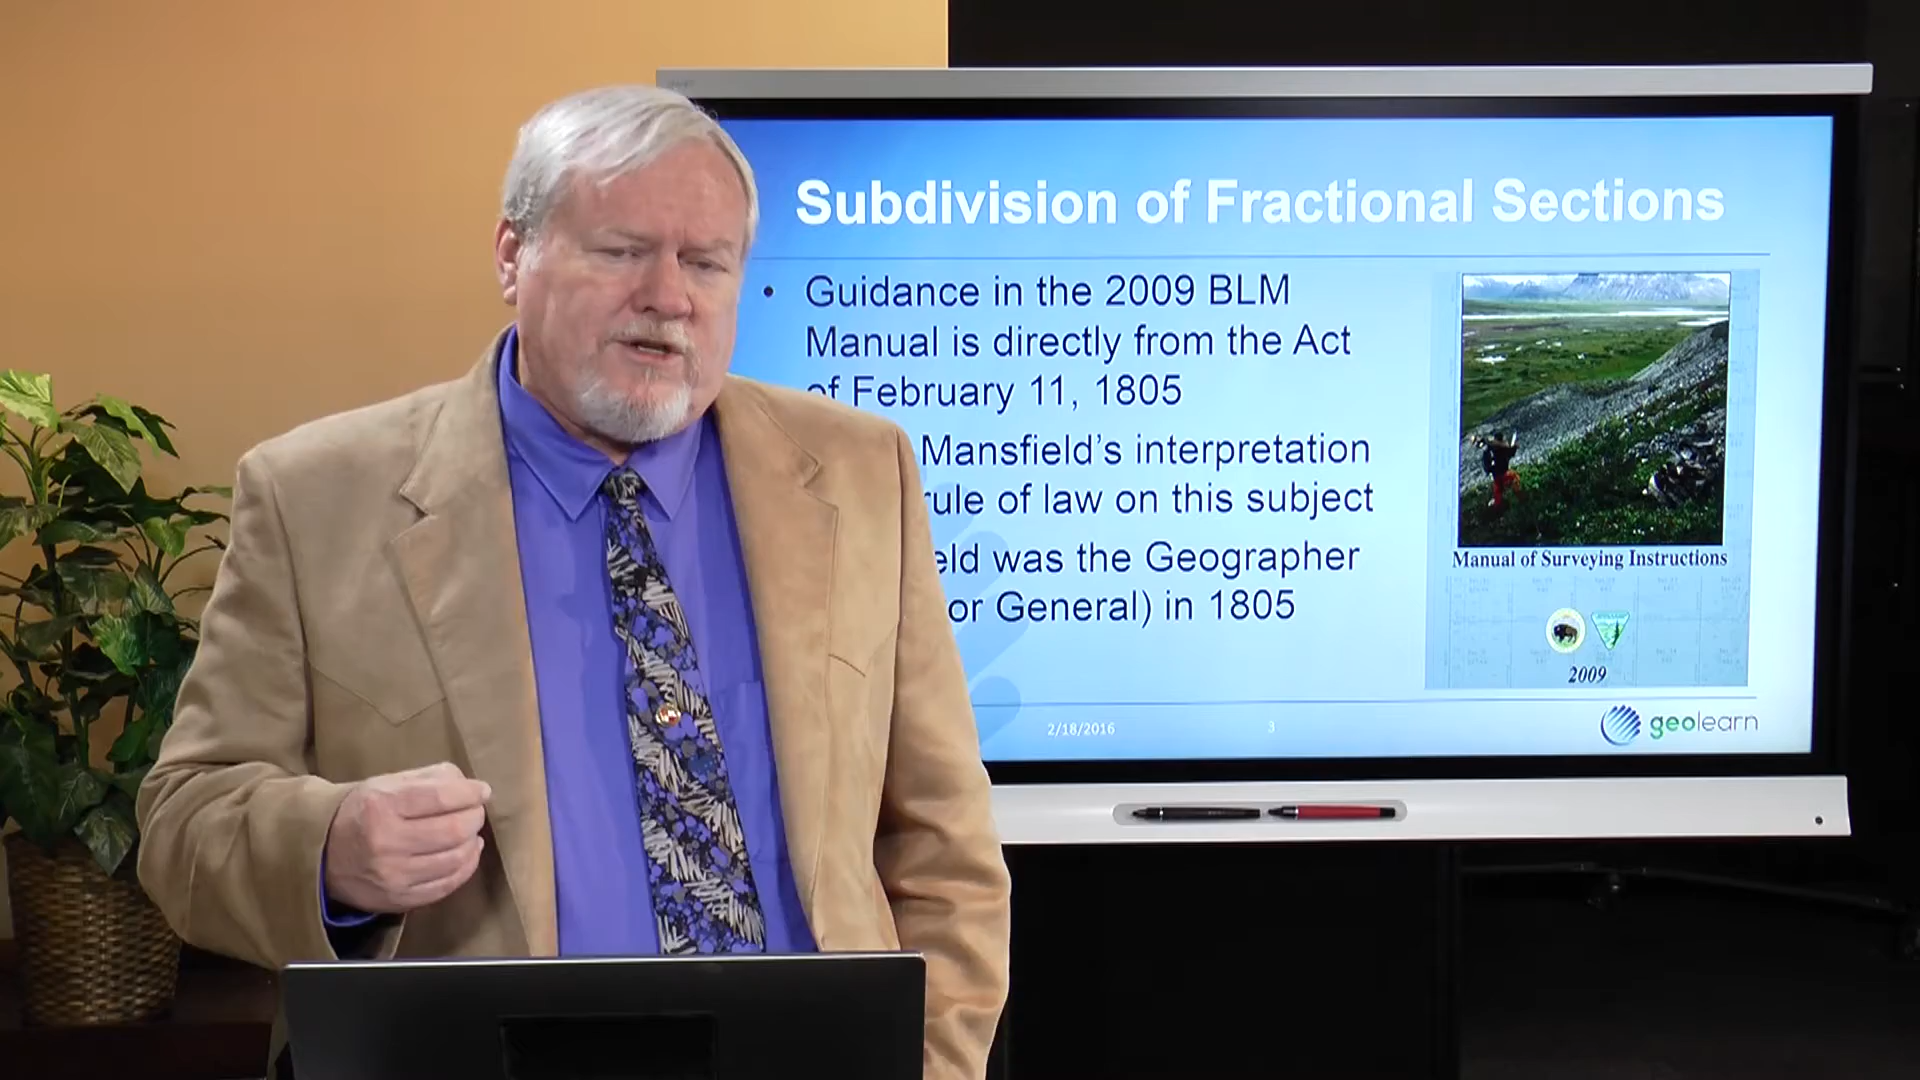 Subdivision of Fractional Sections
• Guidance in the 2009 BLM
Manual is directly from the Act
of February 11, 1805
Mansfield’s interpretation
rule of law on this subject
was the Geographer
General) in 1805
Manual of Surveying Instructions
2009
2/18/2016
3
geolearn